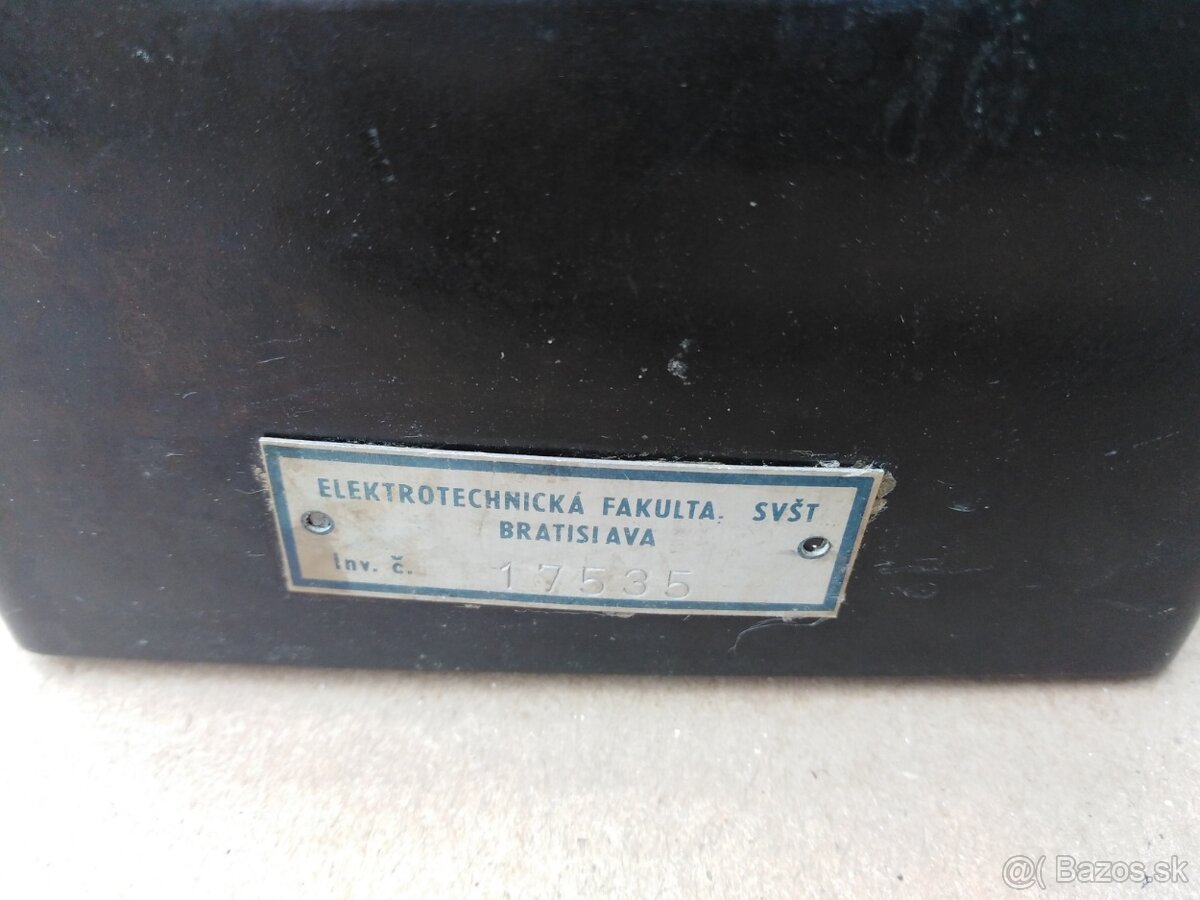 ELEKTROTECHNICKÁ FAKULTA. SVŠT
BRATISLAVA
Inv. č. 17535
@( Bazos.sk